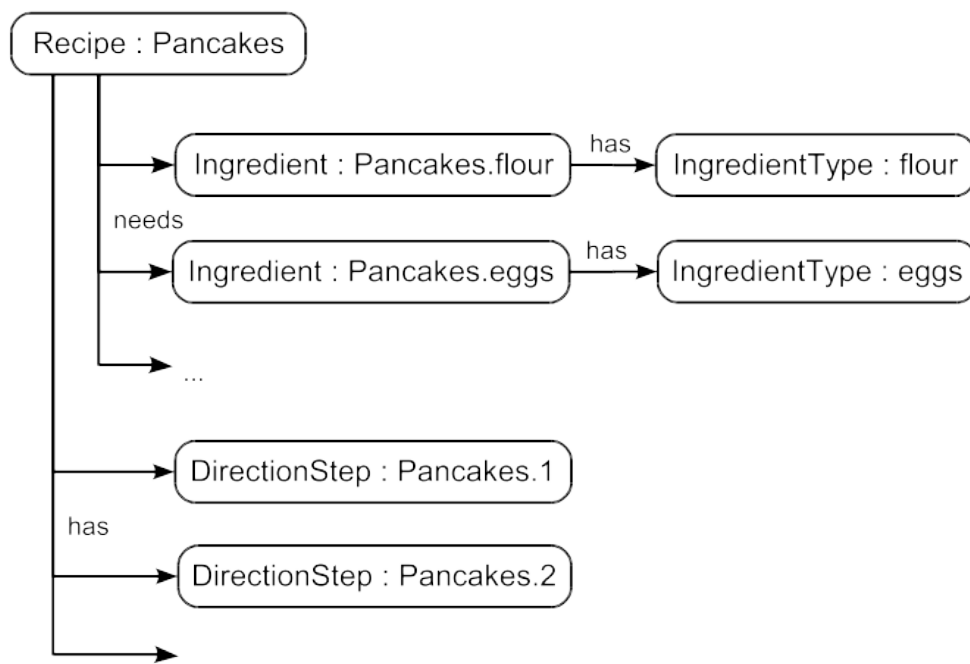 Recipe : Pancakes
Ingredient : Pancakes.flour
has
IngredientType : flour
needs
Ingredient : Pancakes.eggs
has
IngredientType : eggs
...
DirectionStep : Pancakes.1
has
DirectionStep : Pancakes.2